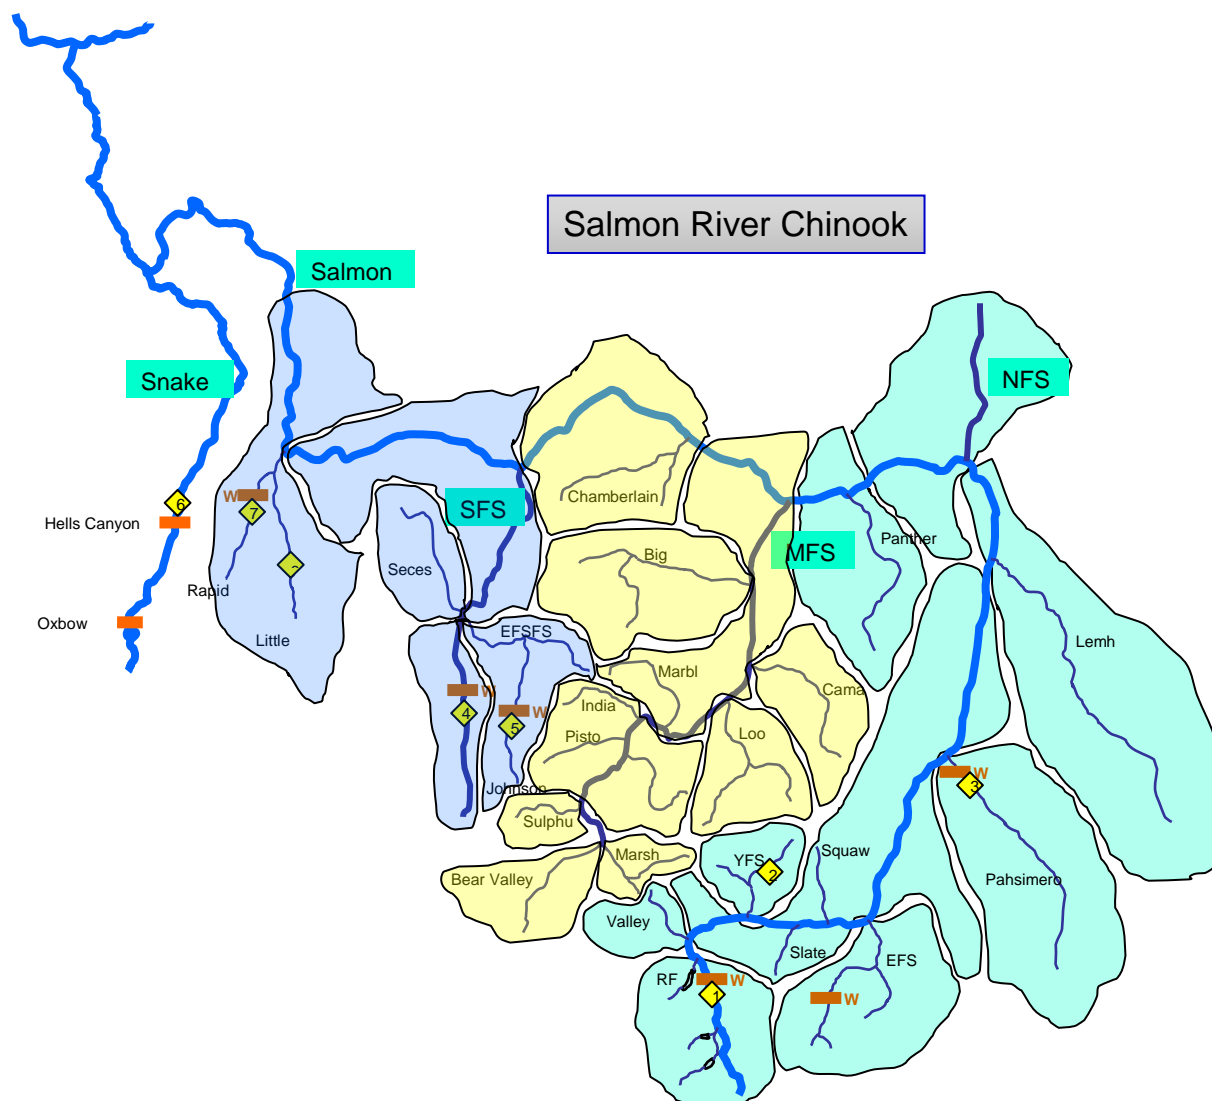 Salmon River Chinook
Salmon
Snake
NFS
SFS
MFS
6
Hells Canyon
Oxbow
W
7
Rapid
Little
Seces
EFSFS
W
4
W
5
Johnson
Chamberlain
Big
Marbl
India
Pisto
Loo
Cama
Sulphu
Bear Valley
Marsh
Panther
Lemh
W
3
Pahsimero
YFS
2
Squaw
Valley
Slate
EFS
RF
W
1
W